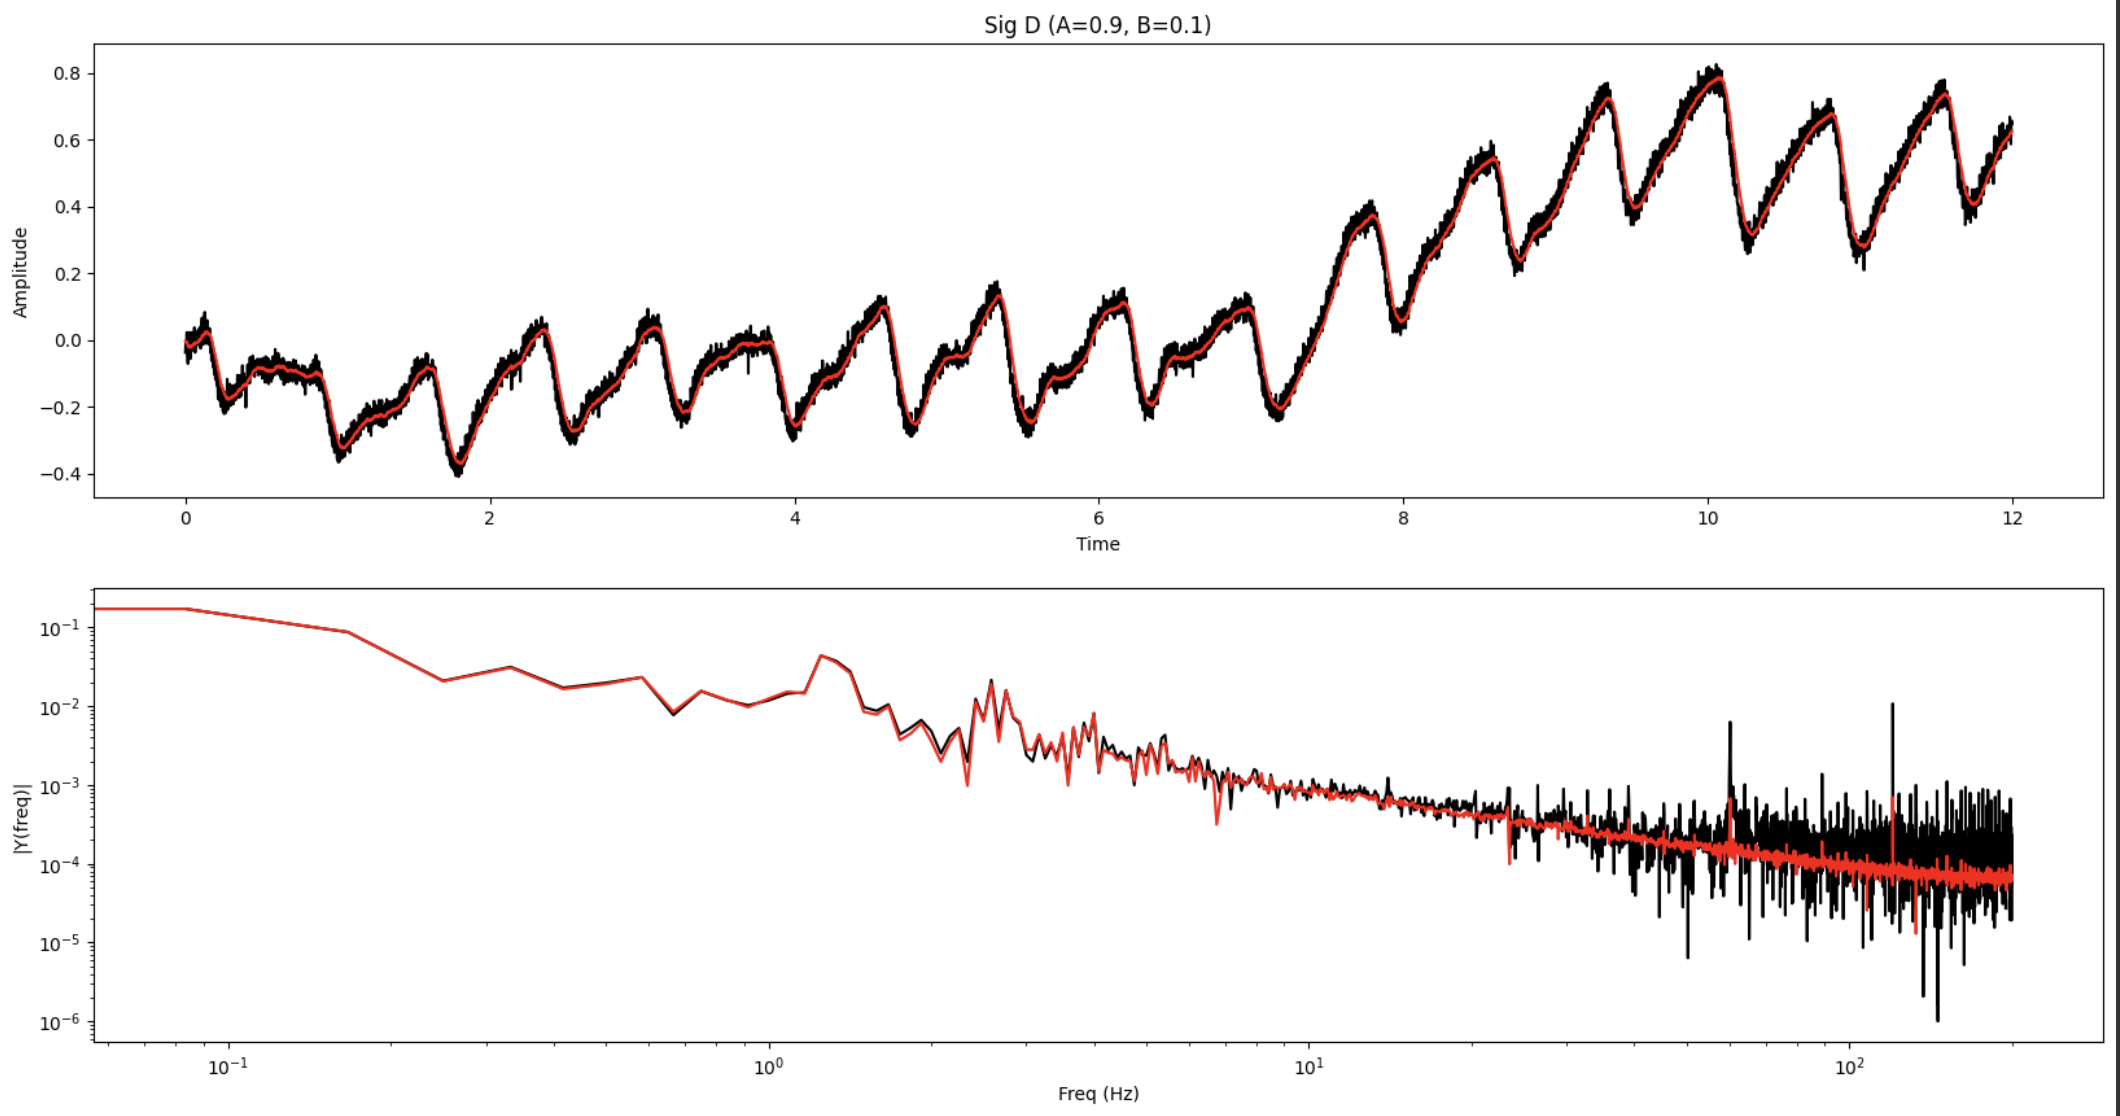 Sig D (A=0.9, B=0.1)
0.8
0.6
0.4
0.2
0.0
−0.2
−0.4
Amplitude
0 2 4 6 8 10 12
Time
10⁻¹
10⁻²
10⁻³
10⁻⁴
10⁻⁵
10⁻⁶
|Y(freq)|
10⁻¹ 10⁰ 10¹ 10²
Freq (Hz)